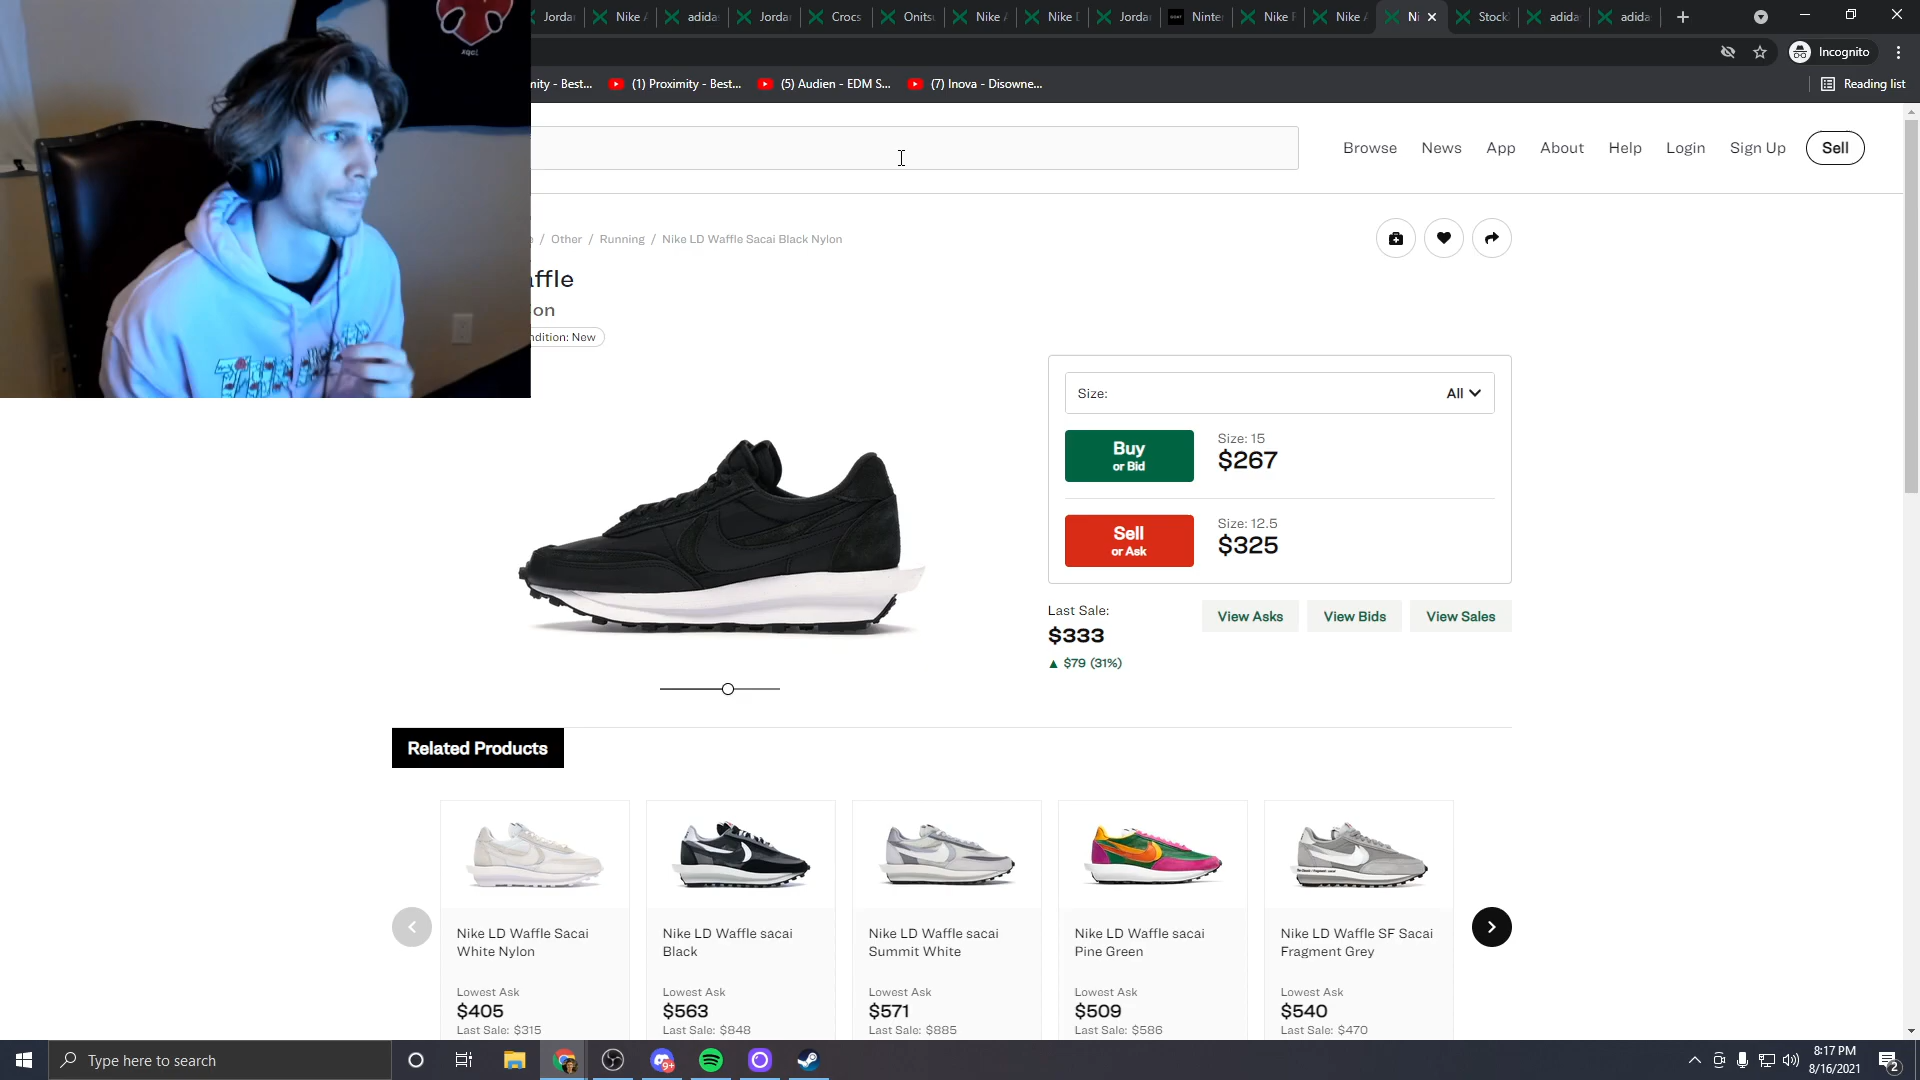 Jorda
Nike
adida
Jorda
Crocs
Onits
Nike
Nike
Jorda
Ninte
Nike
Nike
Ni
Stock
adida
adida
Incognito
nity - Best...
(1) Proximity - Best...
(5) Audien - EDM S...
(7) Inova - Disowne...
Reading list
Browse
News
App
About
Help
Login
Sign Up
Sell
/ Other / Running / Nike LD Waffle Sacai Black Nylon
affle
on
ndition: New
Size:
All
Buy
or Bid
Size: 15
$267
Sell
or Ask
Size: 12.5
$325
Last Sale:
$333
▲ $79 (31%)
View Asks
View Bids
View Sales
Related Products
Nike LD Waffle Sacai
White Nylon
Lowest Ask
$405
Last Sale: $315
Nike LD Waffle sacai
Black
Lowest Ask
$563
Last Sale: $848
Nike LD Waffle sacai
Summit White
Lowest Ask
$571
Last Sale: $885
Nike LD Waffle sacai
Pine Green
Lowest Ask
$509
Last Sale: $586
Nike LD Waffle SF Sacai
Fragment Grey
Lowest Ask
$540
Last Sale: $470
Type here to search
9+
8:17 PM
8/16/2021
2